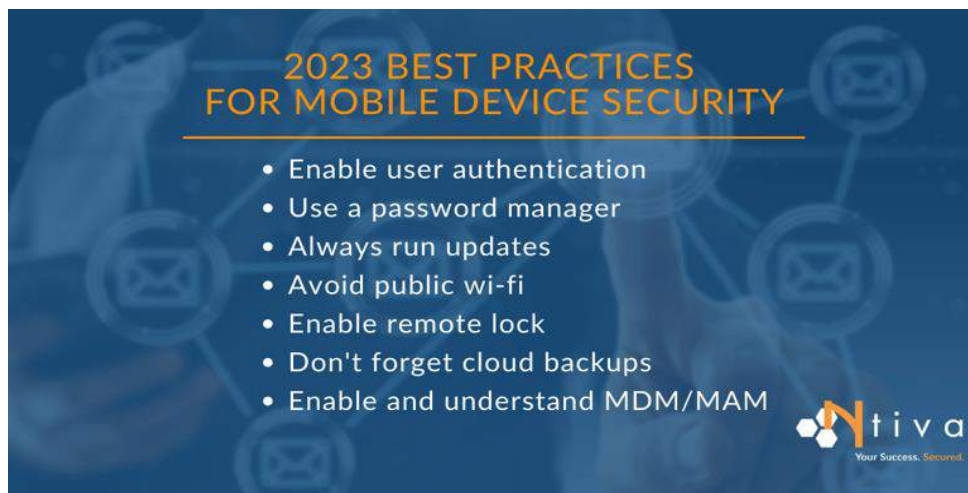 2023 BEST PRACTICES
FOR MOBILE DEVICE SECURITY
• Enable user authentication
• Use a password manager
• Always run updates
• Avoid public wi-fi
• Enable remote lock
• Don't forget cloud backups
• Enable and understand MDM/MAM
Ntiva
Your Success. Secured.